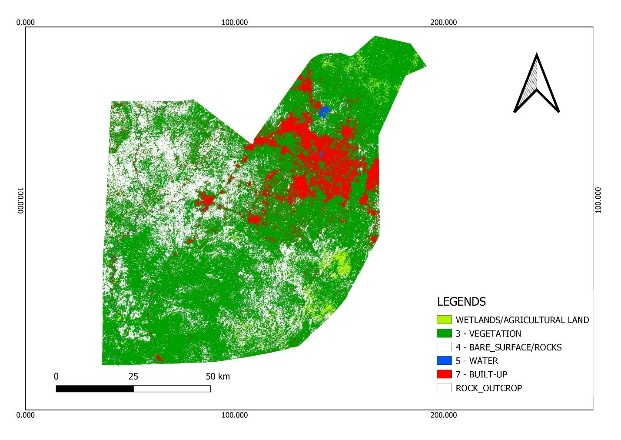 0.000 100.000 200.000
100.000
100.000
LEGENDS
WETLANDS/AGRICULTURAL LAND
3 - VEGETATION
4 - BARE_SURFACE/ROCKS
5 - WATER
7 - BUILT-UP
ROCK_OUTCROP
0 25 50 km
0.000 100.000 200.000